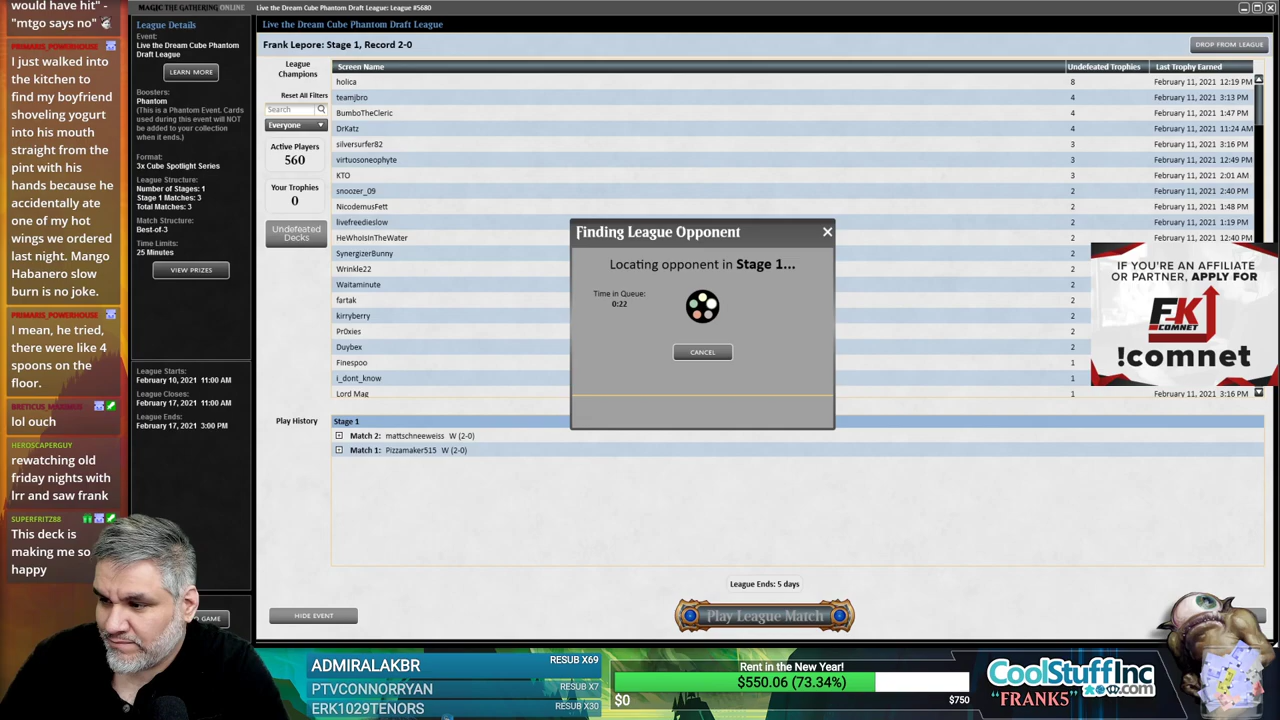 would have hit" -
"mtgo says no"
PRIMARIS_POWERHOUSE
I just walked into
the kitchen to
find my boyfriend
shoveling yogurt
into his mouth
straight from the
pint with his
hands because he
accidentally ate
one of my hot
wings we ordered
last night. Mango
Habanero slow
burn is no joke.
PRIMARIS_POWERHOUSE
I mean, he tried,
there were like 4
spoons on the
floor.
BRETICUS_MAXIMUS
lol ouch
HEROSCAPERGUY
rewatching old
friday nights with
lrr and saw frank
SUPERFRITZ88
This deck is
making me so
happy
MAGIC THE GATHERING ONLINE
League Details
Event:
Live the Dream Cube Phantom
Draft League
LEARN MORE
Boosters:
Phantom
(This is a Phantom Event. Cards
used during this event will NOT
be added to your collection
when it ends.)
Format:
3x Cube Spotlight Series
League Structure:
Number of Stages: 1
Stage 1 Matches: 3
Total Matches: 3
Match Structure:
Best-of-3
Time Limits:
25 Minutes
VIEW PRIZES
League Starts:
February 10, 2021 11:00 AM
League Closes:
February 17, 2021 11:00 AM
League Ends:
February 17, 2021 3:00 PM
GAME
Live the Dream Cube Phantom Draft League: League #5680
Live the Dream Cube Phantom Draft League
Frank Lepore: Stage 1, Record 2-0
DROP FROM LEAGUE
League
Champions
Reset All Filters
Search
Everyone
Active Players
560
Your Trophies
0
Undefeated
Decks
Screen Name Undefeated Trophies Last Trophy Earned
holica 8 February 11, 2021 12:19 PM
teamjbro 4 February 11, 2021 3:13 PM
BumboTheCleric 4 February 11, 2021 1:47 PM
DrKatz 4 February 11, 2021 11:24 AM
silversurfer82 3 February 11, 2021 3:16 PM
virtuosoneophyte 3 February 11, 2021 12:49 PM
KTO 3 February 11, 2021 2:01 AM
snoozer_09 2 February 11, 2021 2:40 PM
NicodemusFett 2 February 11, 2021 1:48 PM
livefreedieslow 2 February 11, 2021 1:19 PM
HeWhoIsInTheWater 2 February 11, 2021 12:40 PM
SynergizerBunny 2
Wrinkle22 2
Waitaminute 2
fartak 2
kirryberry 2
Pr0xies 2
Duybex 2
Finespoo 1
i_dont_know 1
Lord Mag 1 February 11, 2021 3:16 PM
Finding League Opponent
Locating opponent in Stage 1...
Time in Queue:
0:22
CANCEL
IF YOU'RE AN AFFILIATE
OR PARTNER, APPLY FOR
COMNET
!comnet
Play History
Stage 1
Match 2: mattschneeweiss W (2-0)
Match 1: Pizzamaker515 W (2-0)
League Ends: 5 days
HIDE EVENT
Play League Match
ADMIRALAKBR RESUB X69
PTVCONNORRYAN RESUB X7
ERK1029TENORS RESUB X30
Rent in the New Year!
$550.06 (73.34%)
$0 $750
CoolStuffInc
.com
"FRANK5"